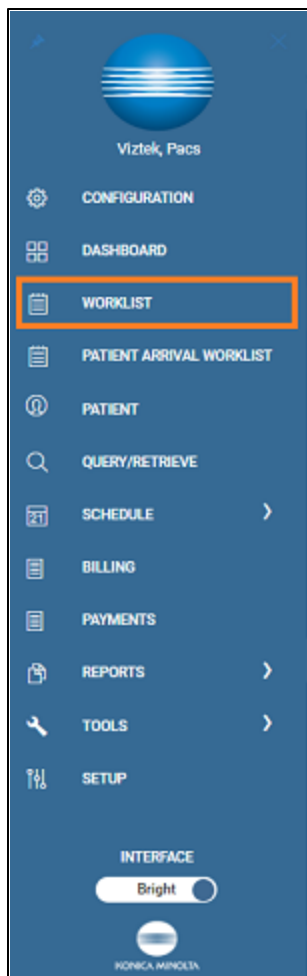 Viztek, Pacs
CONFIGURATION
DASHBOARD
WORKLIST
PATIENT ARRIVAL WORKLIST
PATIENT
QUERY/RETRIEVE
21 SCHEDULE
BILLING
PAYMENTS
REPORTS
TOOLS
SETUP
INTERFACE
Bright
KONICA MINOLTA